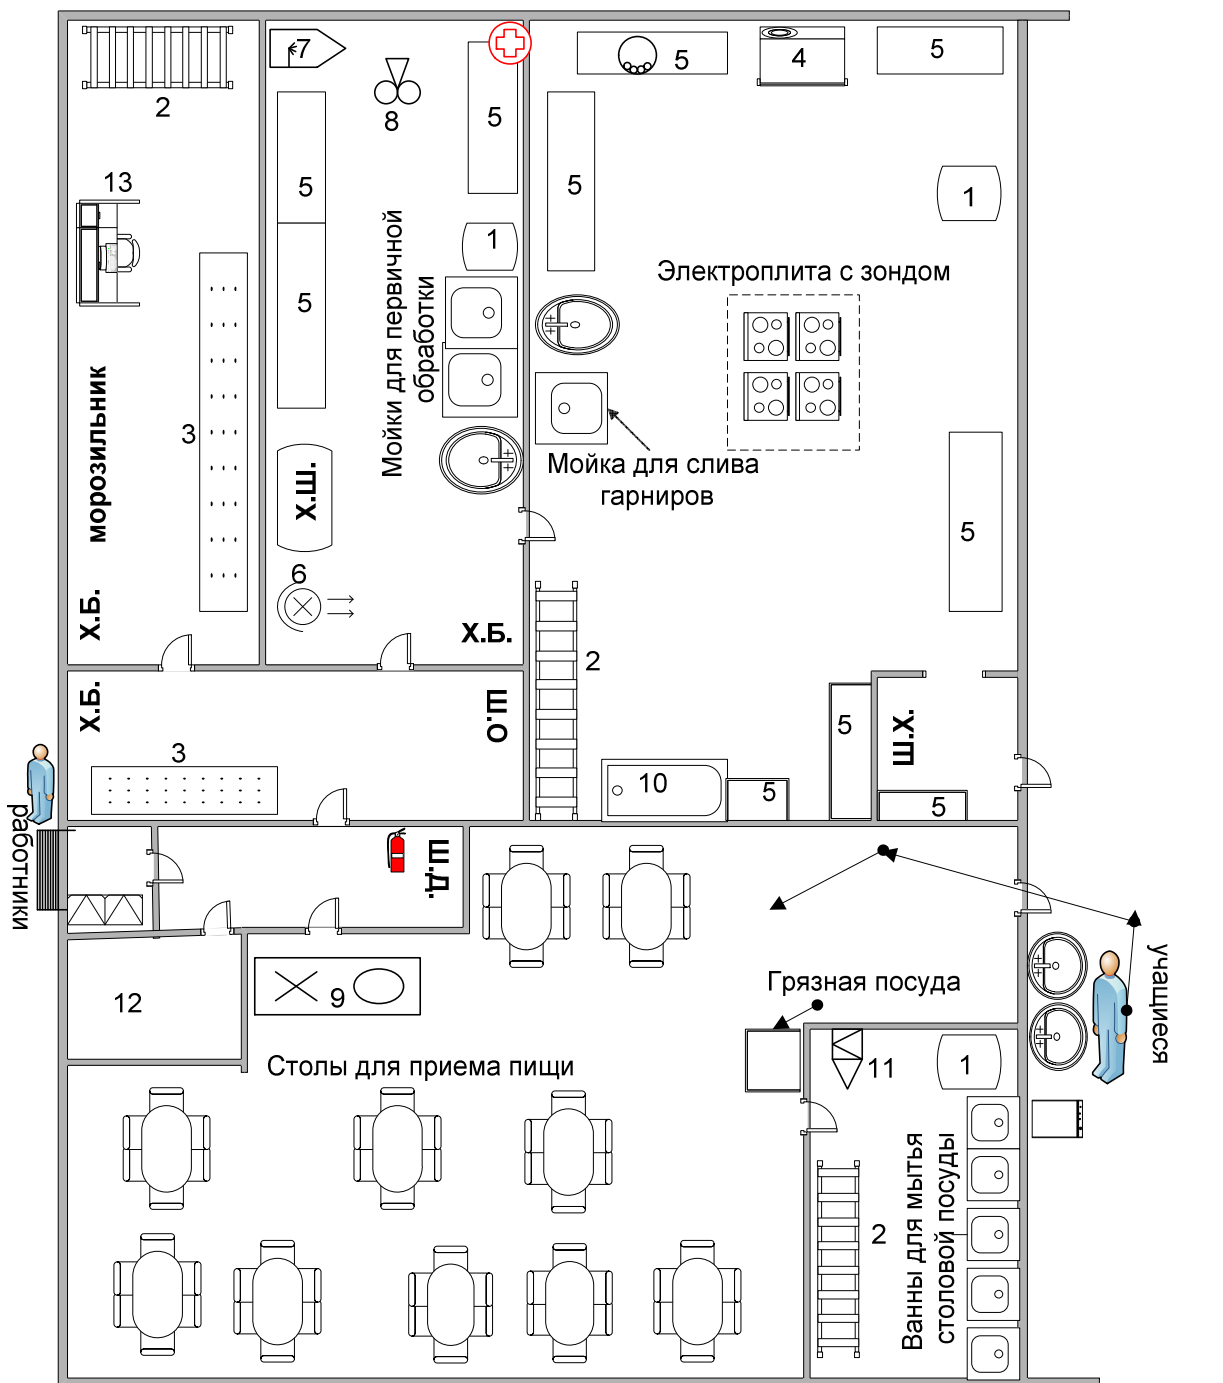 7
8
5
5
4
5
2
13
5
5
1
1
Мойки для первичной
обработки
Электроплита с зондом
5
морозильник
3
Х.Ш.
Мойка для слива
гарниров
5
6
Х.Б.
Х.Б.
2
Х.Б.
О.Ш.
5
Ш.Х.
3
10
5
5
работники
Ш.Д.
учащиеся
Грязная посуда
12
9
Столы для приема пищи
11
1
Ванны для мытья
столовой посуды
2